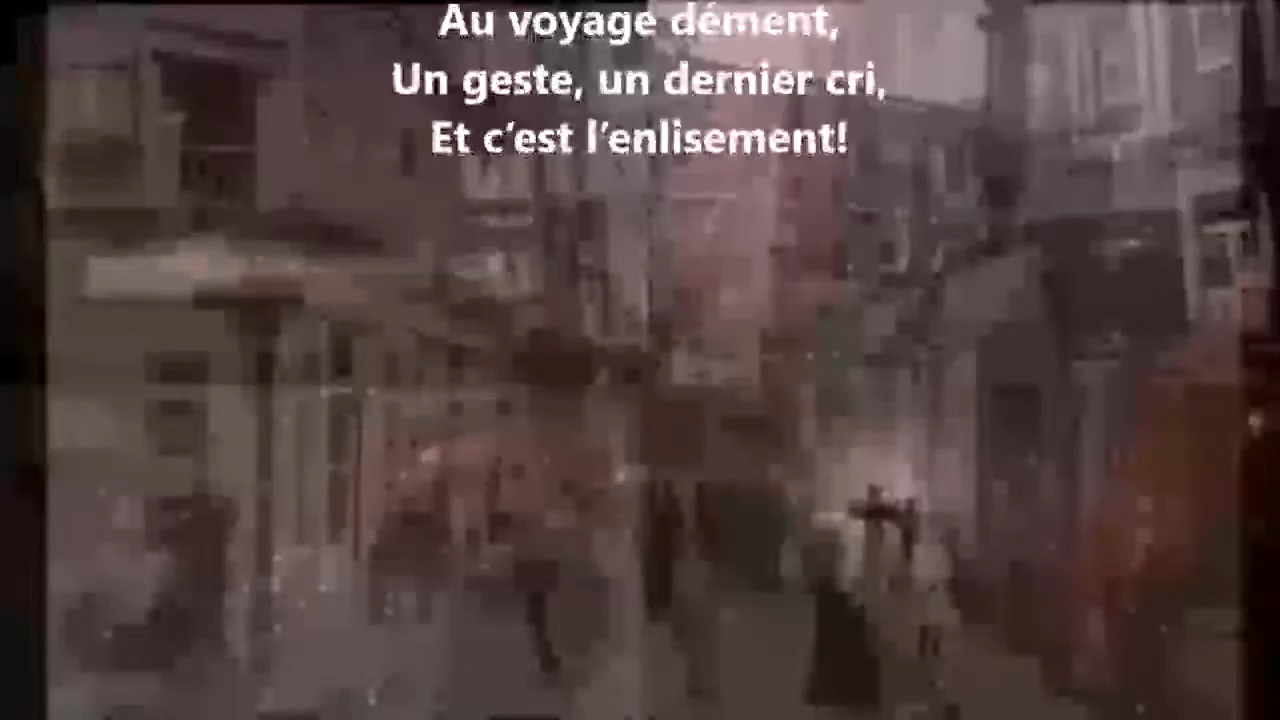 Au voyage dément,
Un geste, un dernier cri,
Et c’est l’enlisement!